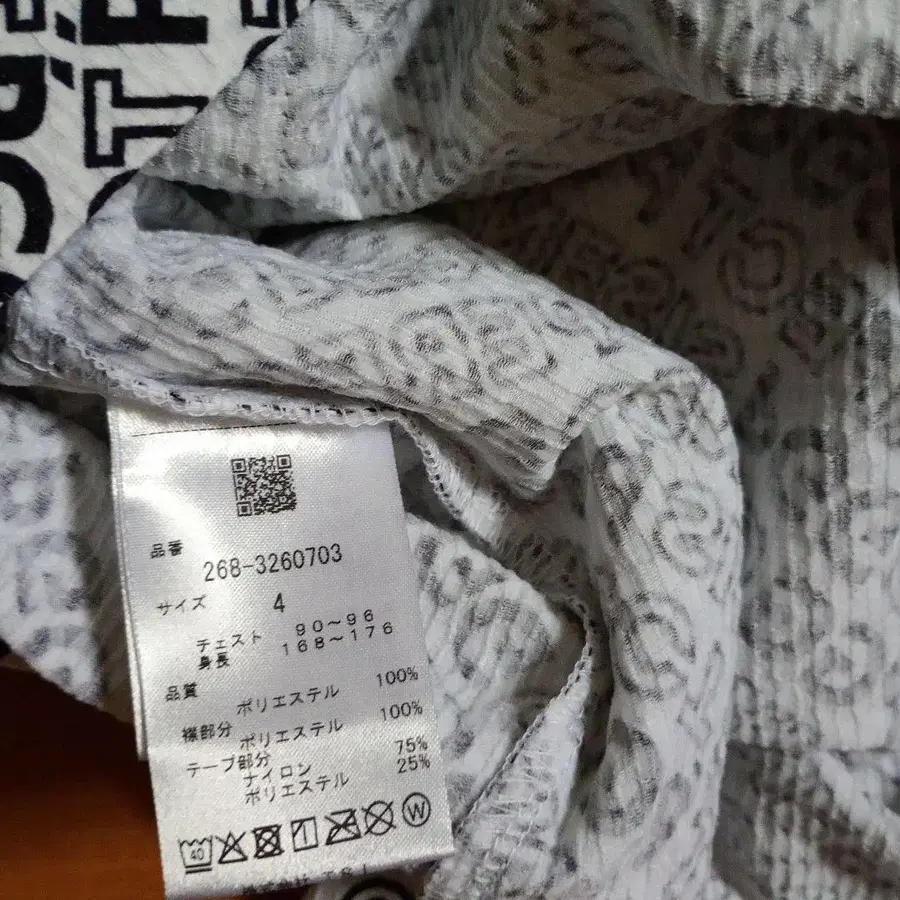 品番
268-3260703
サイズ 4
チェスト 90~96
身長 168~176
品質
ポリエステル 100%
襟部分
ポリエステル 100%
テープ部分
ナイロン 75%
ポリエステル 25%
40 W